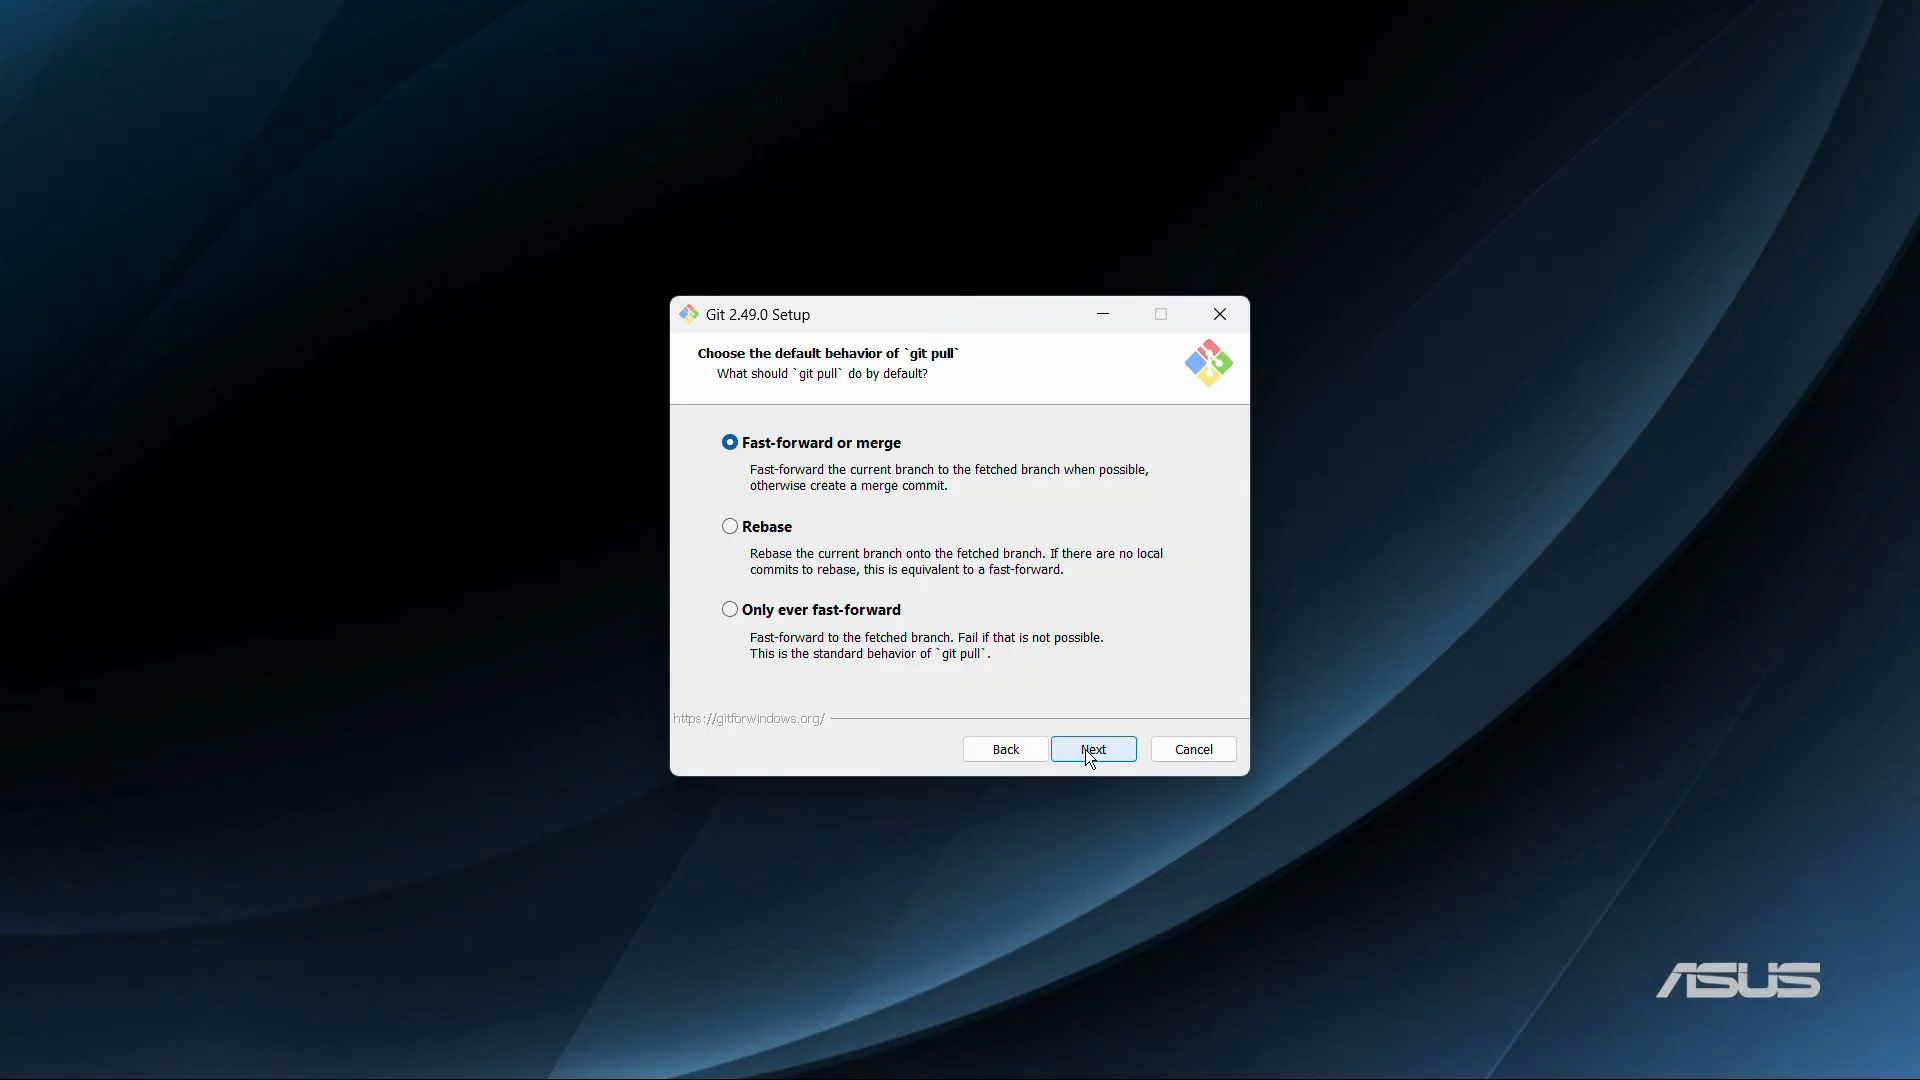 Git 2.49.0 Setup
Choose the default behavior of `git pull`
What should `git pull` do by default?
Fast-forward or merge
Fast-forward the current branch to the fetched branch when possible,
otherwise create a merge commit.
Rebase
Rebase the current branch onto the fetched branch. If there are no local
commits to rebase, this is equivalent to a fast-forward.
Only ever fast-forward
Fast-forward to the fetched branch. Fail if that is not possible.
This is the standard behavior of `git pull`.
https://gitforwindows.org/
Back Next Cancel
ASUS